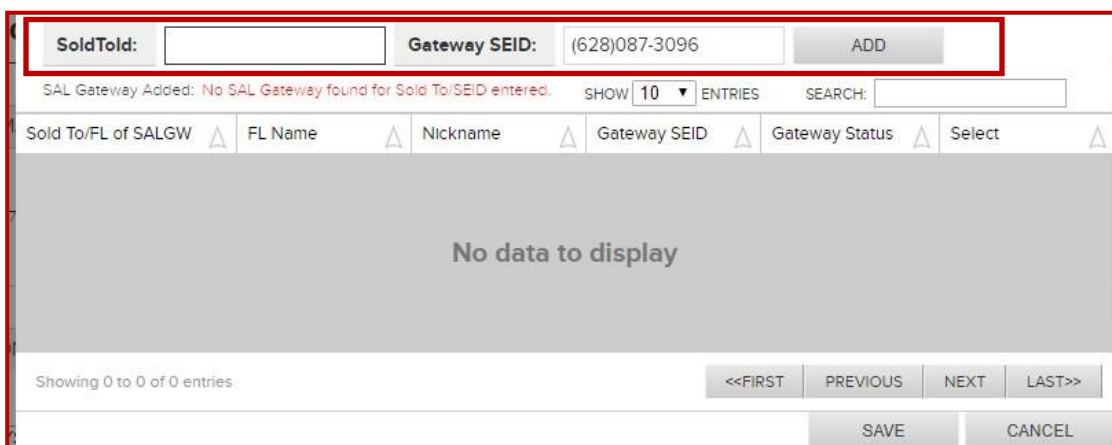 SoldTold: Gateway SEID: (628)087-3096 ADD
SAL Gateway Added: No SAL Gateway found for Sold To/SEID entered. SHOW 10 ENTRIES SEARCH:
Sold To/FL of SALGW FL Name Nickname Gateway SEID Gateway Status Select
No data to display
Showing 0 to 0 of 0 entries <<FIRST PREVIOUS NEXT LAST>>
SAVE CANCEL